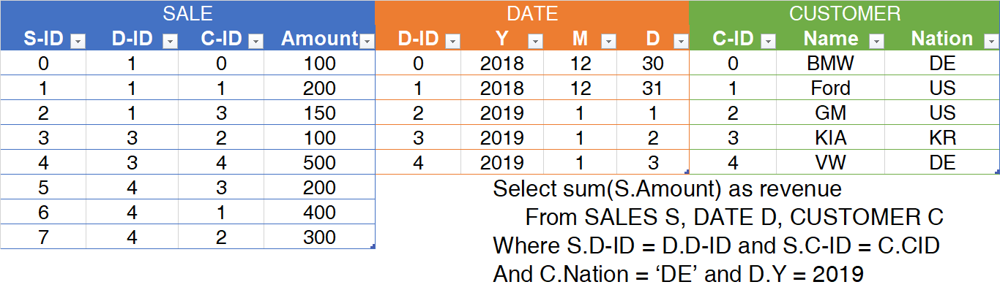 SALE DATE CUSTOMER
S-ID D-ID C-ID Amount D-ID Y M D C-ID Name Nation
0 1 0 100 0 2018 12 30 0 BMW DE
1 1 1 200 1 2018 12 31 1 Ford US
2 1 3 150 2 2019 1 1 2 GM US
3 3 2 100 3 2019 1 2 3 KIA KR
4 3 4 500 4 2019 1 3 4 VW DE
5 4 3 200
6 4 1 400
7 4 2 300
Select sum(S.Amount) as revenue
From SALES S, DATE D, CUSTOMER C
Where S.D-ID = D.D-ID and S.C-ID = C.CID
And C.Nation = ‘DE’ and D.Y = 2019